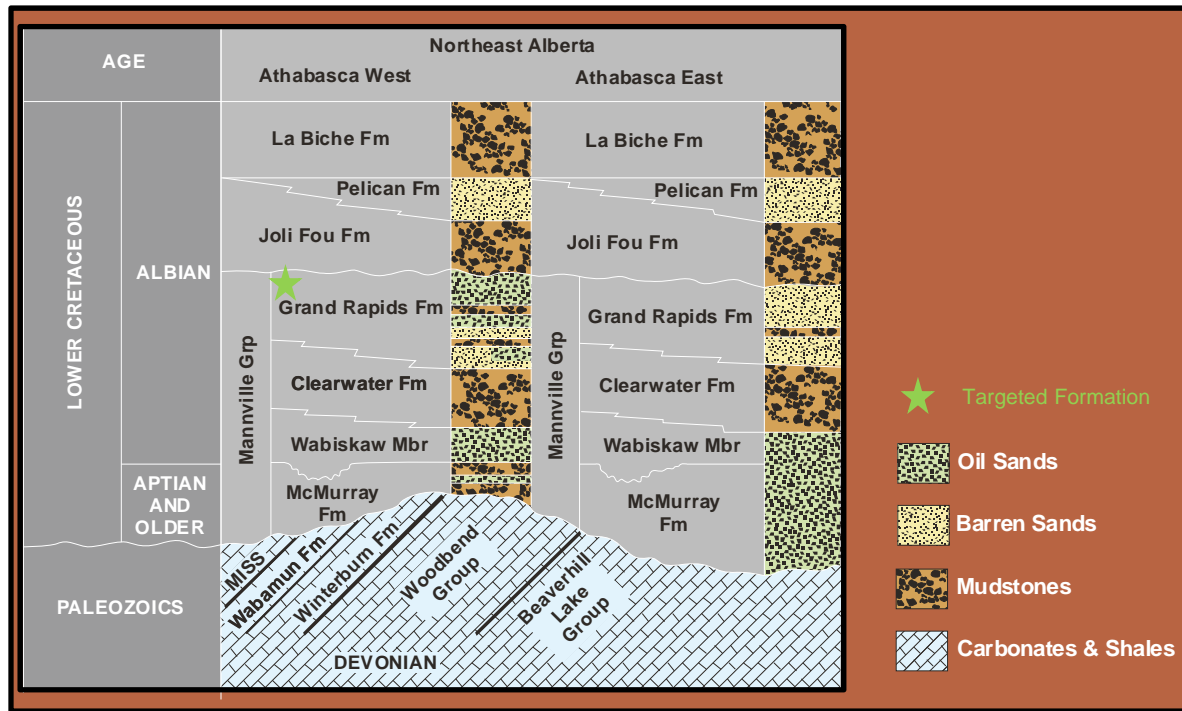 AGE
Northeast Alberta
Athabasca West
Athabasca East
LOWER CRETACEOUS
ALBIAN
APTIAN
AND
OLDER
PALEOZOICS
La Biche Fm
Pelican Fm
Joli Fou Fm
Mannville Grp
Grand Rapids Fm
Clearwater Fm
Wabiskaw Mbr
McMurray
Fm
La Biche Fm
Pelican Fm
Joli Fou Fm
Mannville Grp
Grand Rapids Fm
Clearwater Fm
Wabiskaw Mbr
McMurray
Fm
MISS
Wabamun Fm
Winterburn Fm
Woodbend
Group
Beaverhill
Lake
Group
DEVONIAN
Targeted Formation
Oil Sands
Barren Sands
Mudstones
Carbonates & Shales